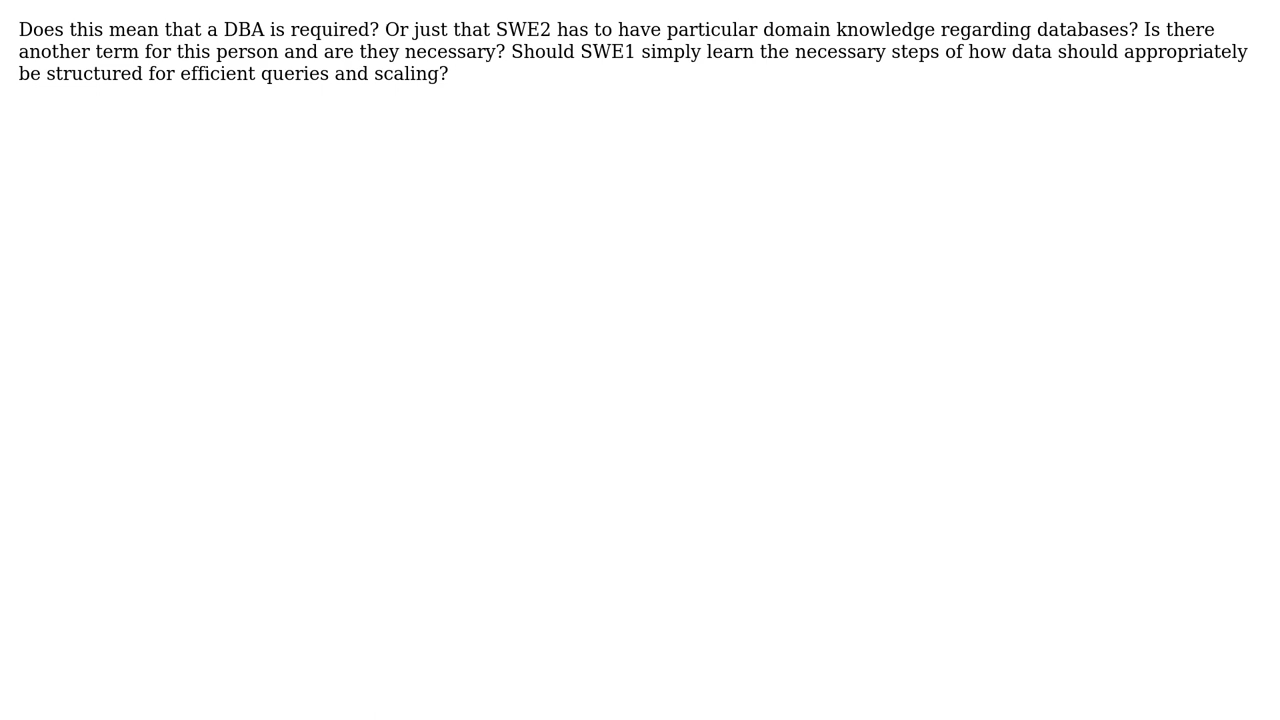 Does this mean that a DBA is required? Or just that SWE2 has to have particular domain knowledge regarding databases? Is there
another term for this person and are they necessary? Should SWE1 simply learn the necessary steps of how data should appropriately
be structured for efficient queries and scaling?